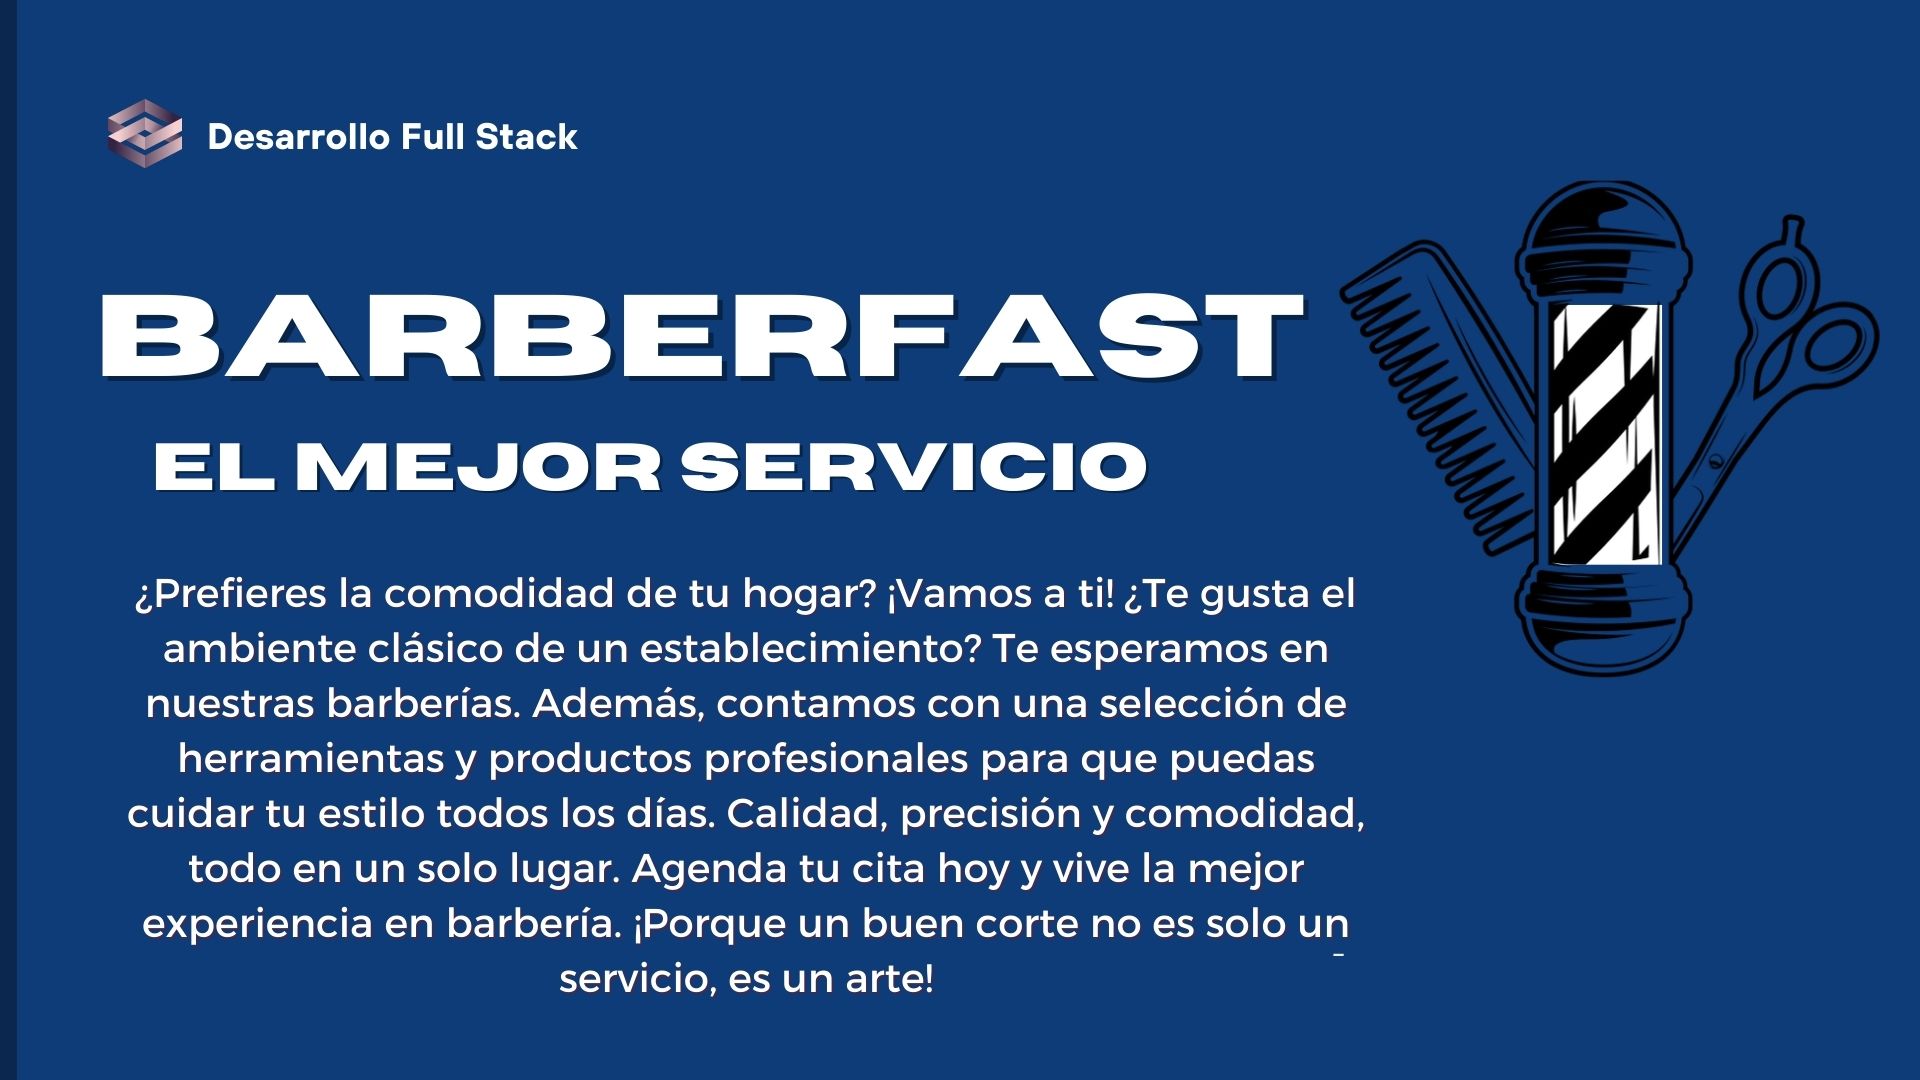 Desarrollo Full Stack
BARBERFAST
EL MEJOR SERVICIO
¿Prefieres la comodidad de tu hogar? ¡Vamos a ti! ¿Te gusta el
ambiente clásico de un establecimiento? Te esperamos en
nuestras barberías. Además, contamos con una selección de
herramientas y productos profesionales para que puedas
cuidar tu estilo todos los días. Calidad, precisión y comodidad,
todo en un solo lugar. Agenda tu cita hoy y vive la mejor
experiencia en barbería. ¡Porque un buen corte no es solo un
-
servicio, es un arte!